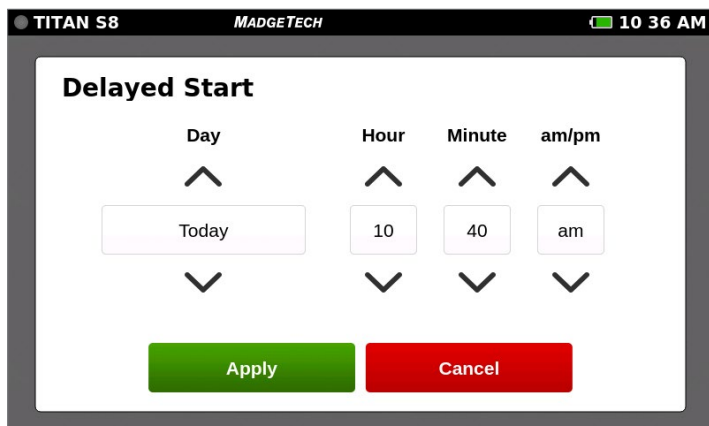 TITAN S8 MADGETECH 10 36 AM
Delayed Start
Day Hour Minute am/pm
Today 10 40 am
Apply Cancel